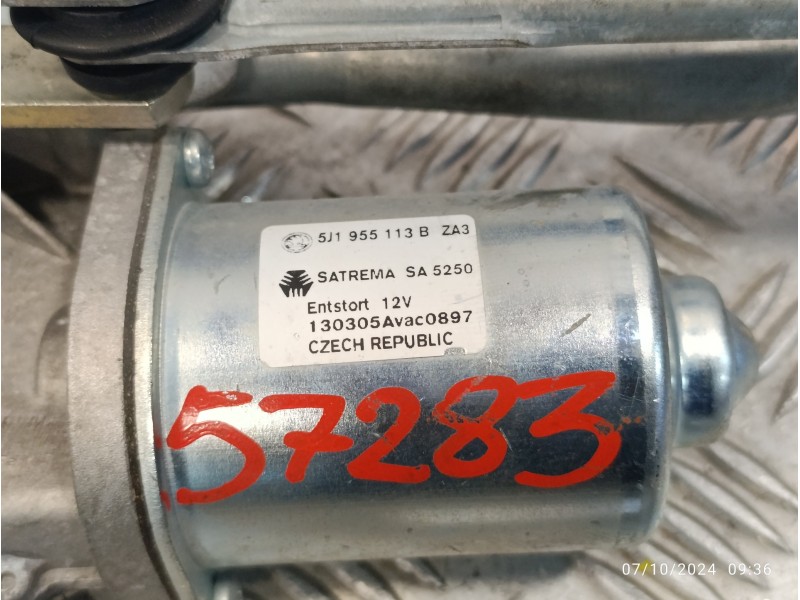 5J1 955 113 B ZA3
SATREMA SA 5250
Entstort 12V
130305Avac0897
CZECH REPUBLIC
57283
07/10/2024 09:36